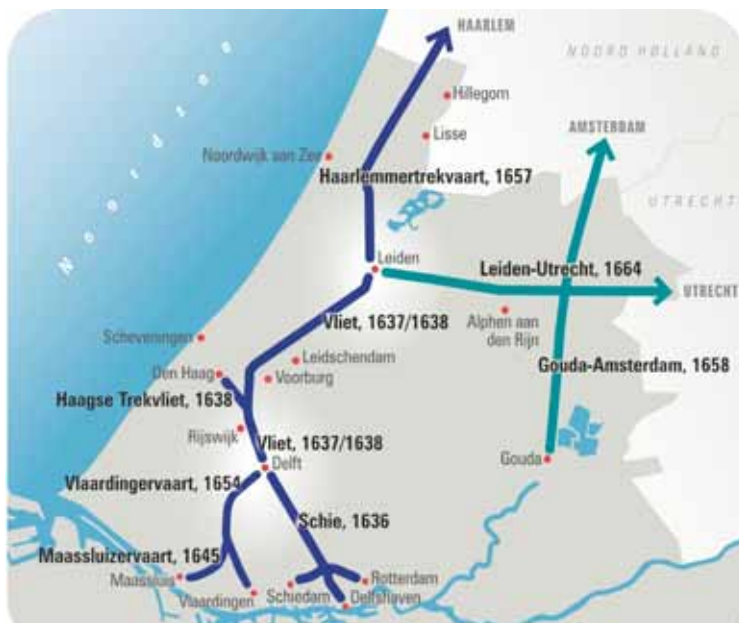 HAARLEM
NOORD HOLLAND
Hillegom
AMSTERDAM
Lisse
Noordwijk aan Zee
Haarlemmertrekvaart, 1657
UTRECHT
Noordzee
Leiden
Leiden-Utrecht, 1664
UTRECHT
Vliet, 1637/1638
Alphen aan
den Rijn
Scheveningen
Leidschendam
Gouda-Amsterdam, 1658
Den Haag
Voorburg
Haagse Trekvliet, 1638
Rijswijk
Vliet, 1637/1638
Delft
Gouda
Vlaardingervaart, 1654
Schie, 1636
Maassluizervaart, 1645
Maassluis
Rotterdam
Vlaardingen
Schiedam
Delfshaven